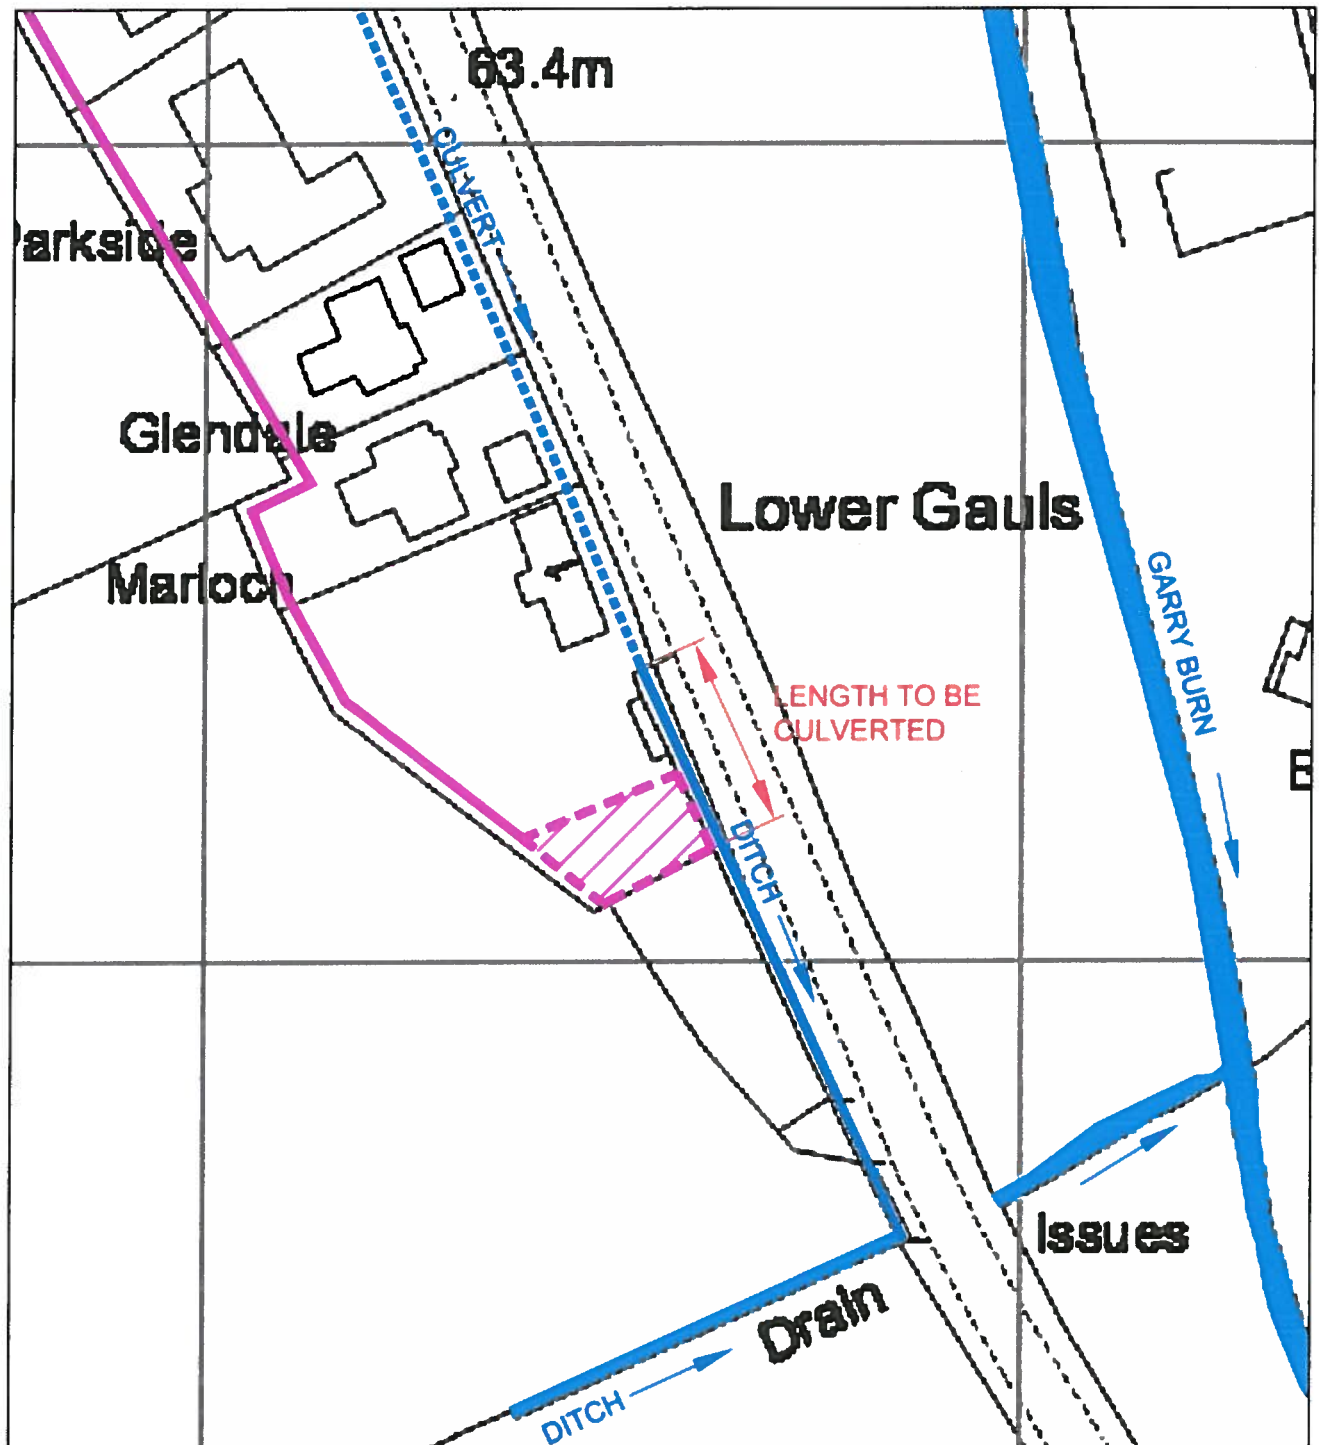 63.4m
CULVERT
arkside
Glendale
Lower Gauls
Marloch
GARRY BURN
LENGTH TO BE
CULVERTED
DITCH
Issues
Drain
DITCH